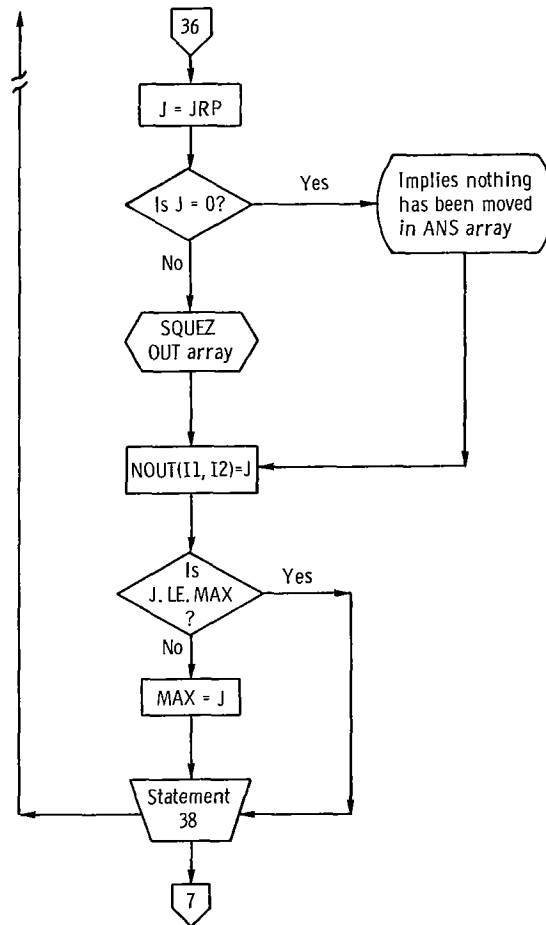 36
J = JRP
Is J = 0?
Yes
Implies nothing
has been moved
in ANS array
No
SQUEZ
OUT array
NOUT(I1, I2)=J
Is
J. LE. MAX
?
Yes
No
MAX = J
Statement
38
7